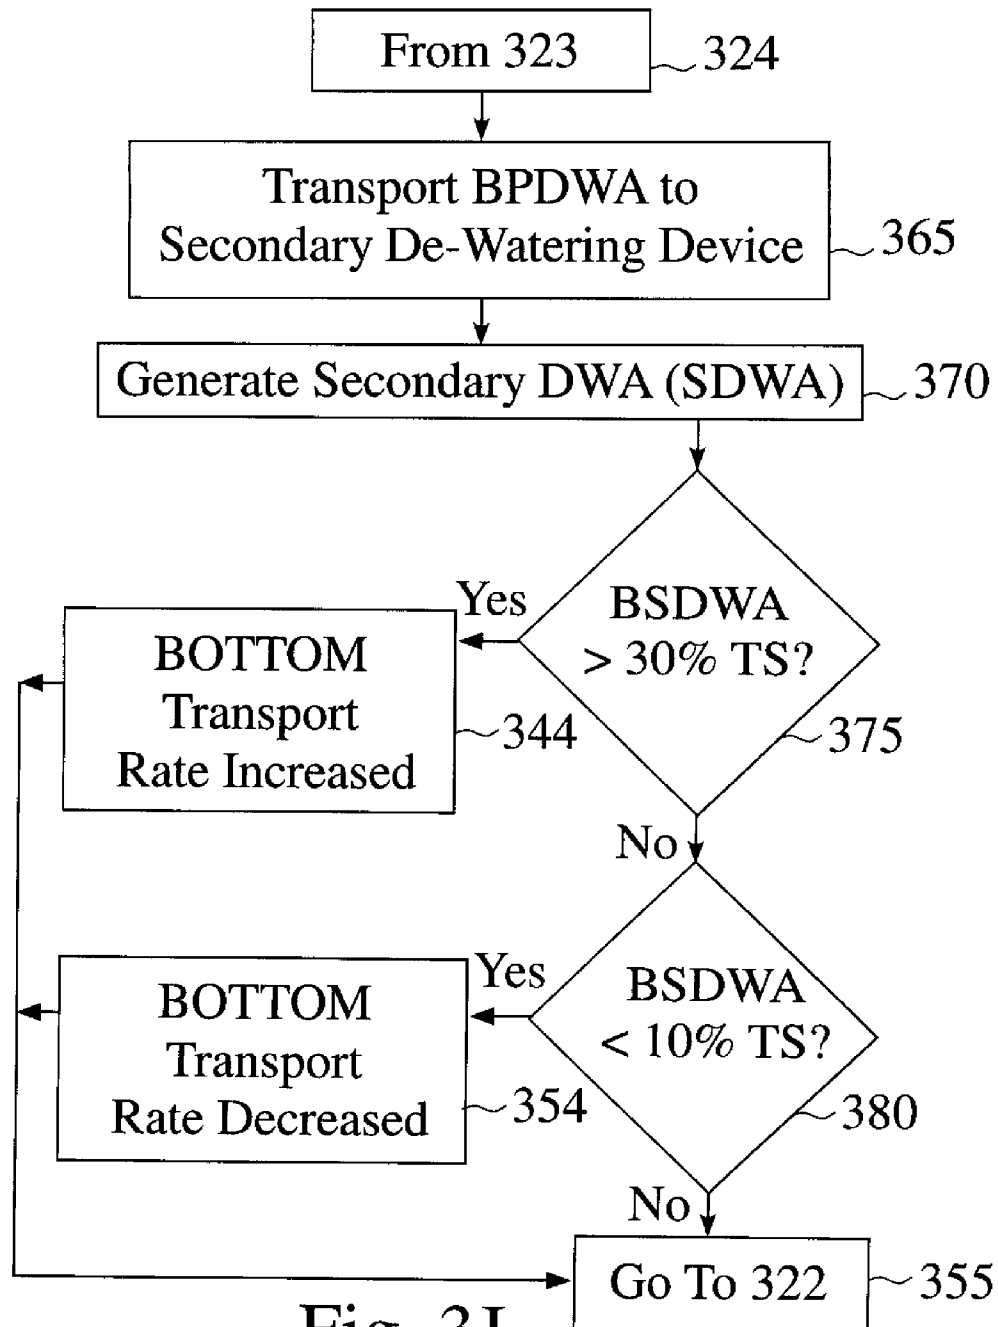 From 323
324
Transport BPDWA to
Secondary De-Watering Device
365
Generate Secondary DWA (SDWA)
370
BSDWA
> 30% TS?
375
Yes
BOTTOM
Transport
Rate Increased
344
No
BSDWA
< 10% TS?
380
Yes
BOTTOM
Transport
Rate Decreased
354
No
Go To 322
355